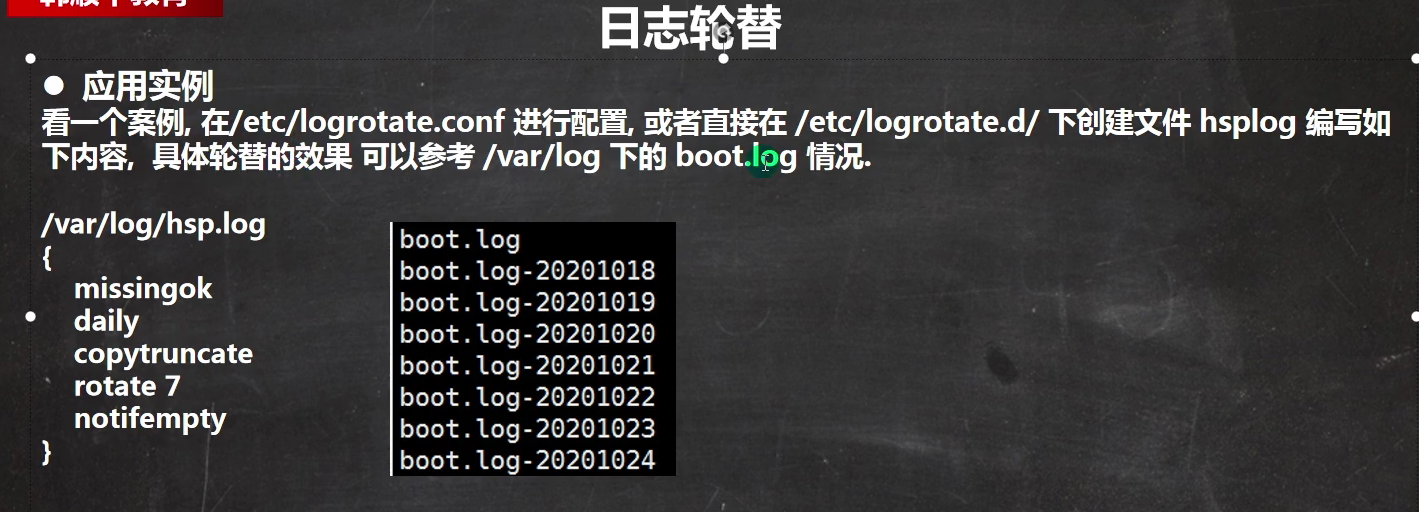 日志轮替
● 应用实例
看一个案例, 在/etc/logrotate.conf 进行配置, 或者直接在 /etc/logrotate.d/ 下创建文件 hsplog 编写如
下内容, 具体轮替的效果 可以参考 /var/log 下的 boot.log 情况.
/var/log/hsp.log
{
missingok
daily
copytruncate
rotate 7
notifempty
}
boot.log
boot.log-20201018
boot.log-20201019
boot.log-20201020
boot.log-20201021
boot.log-20201022
boot.log-20201023
boot.log-20201024